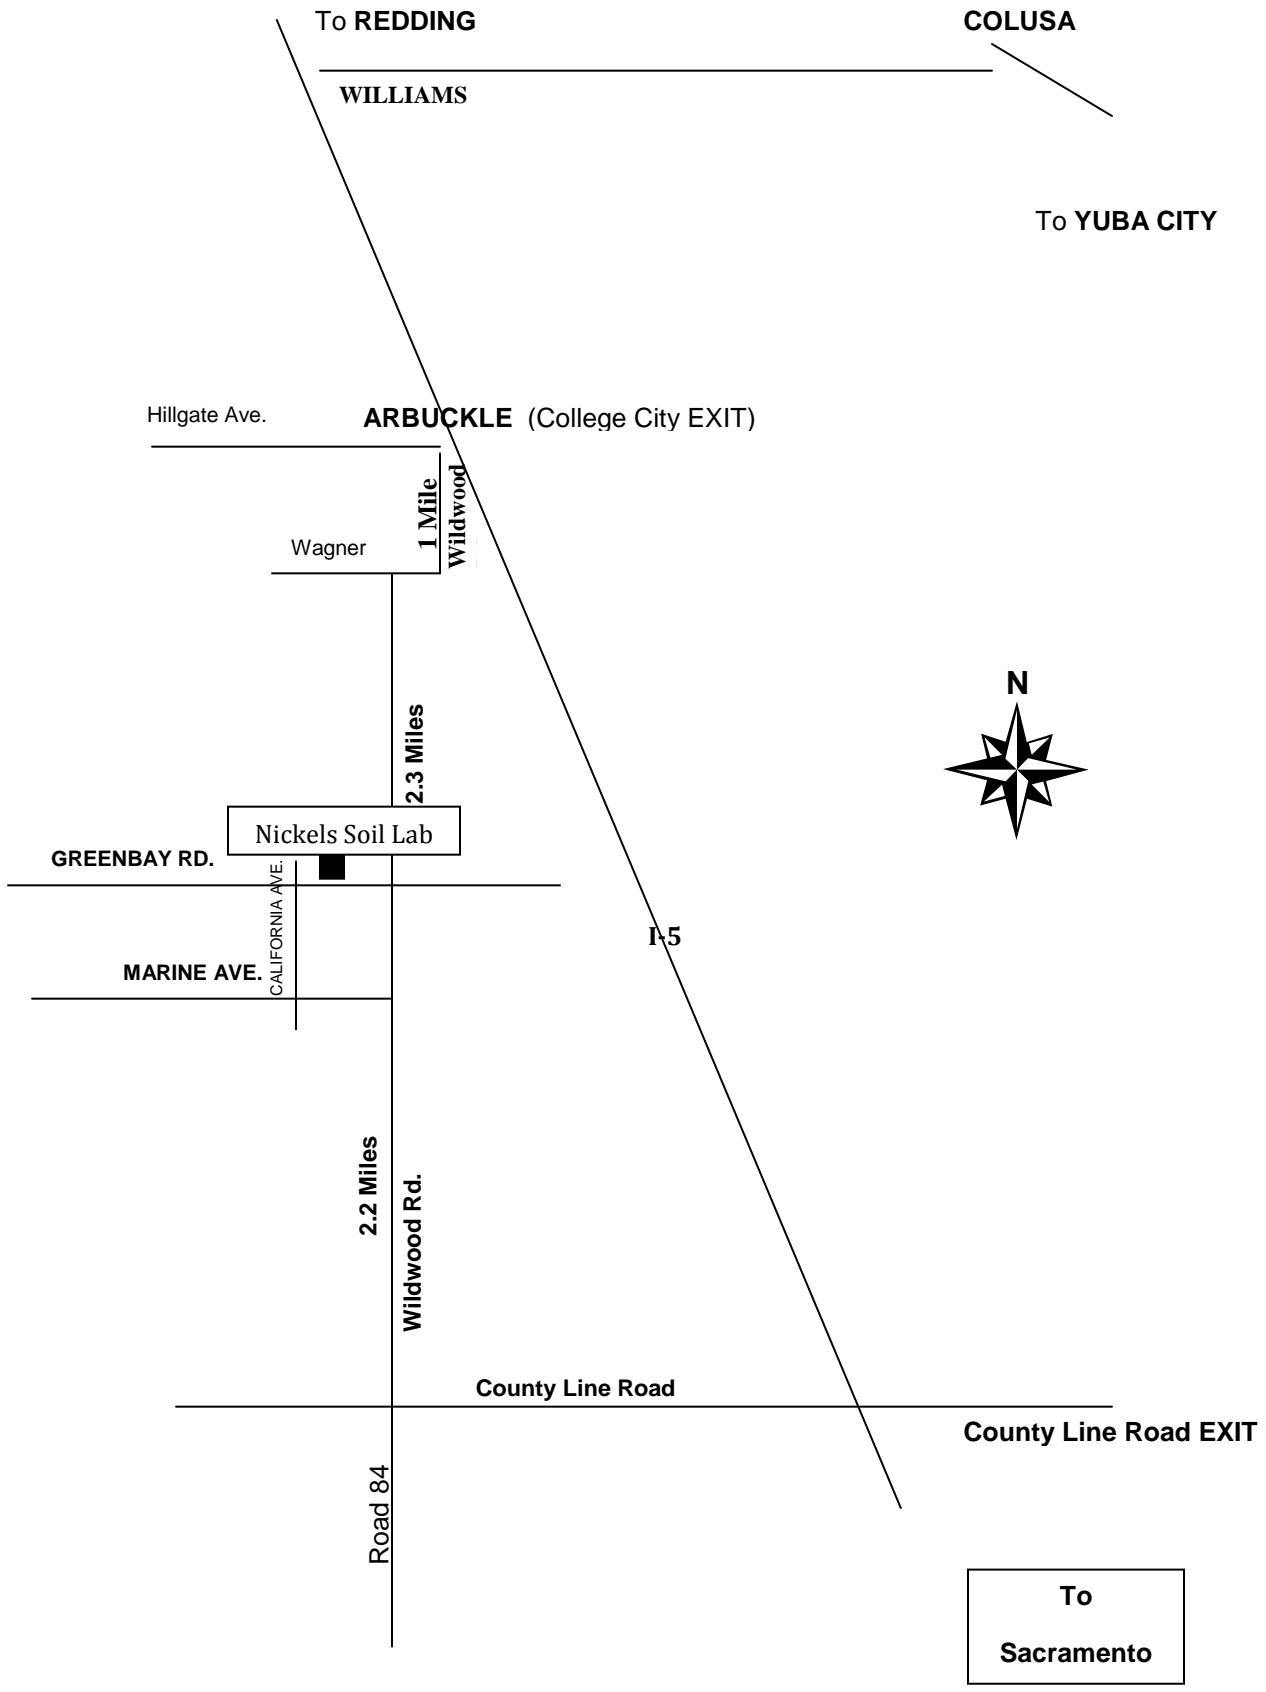 To REDDING
COLUSA
WILLIAMS
To YUBA CITY
Hillgate Ave.
ARBUCKLE (College City EXIT)
1 Mile
Wildwood
Wagner
N
2.3 Miles
Nickels Soil Lab
GREENBAY RD.
CALIFORNIA AVE.
I-5
MARINE AVE.
2.2 Miles
Wildwood Rd.
County Line Road
County Line Road EXIT
Road 84
To
Sacramento